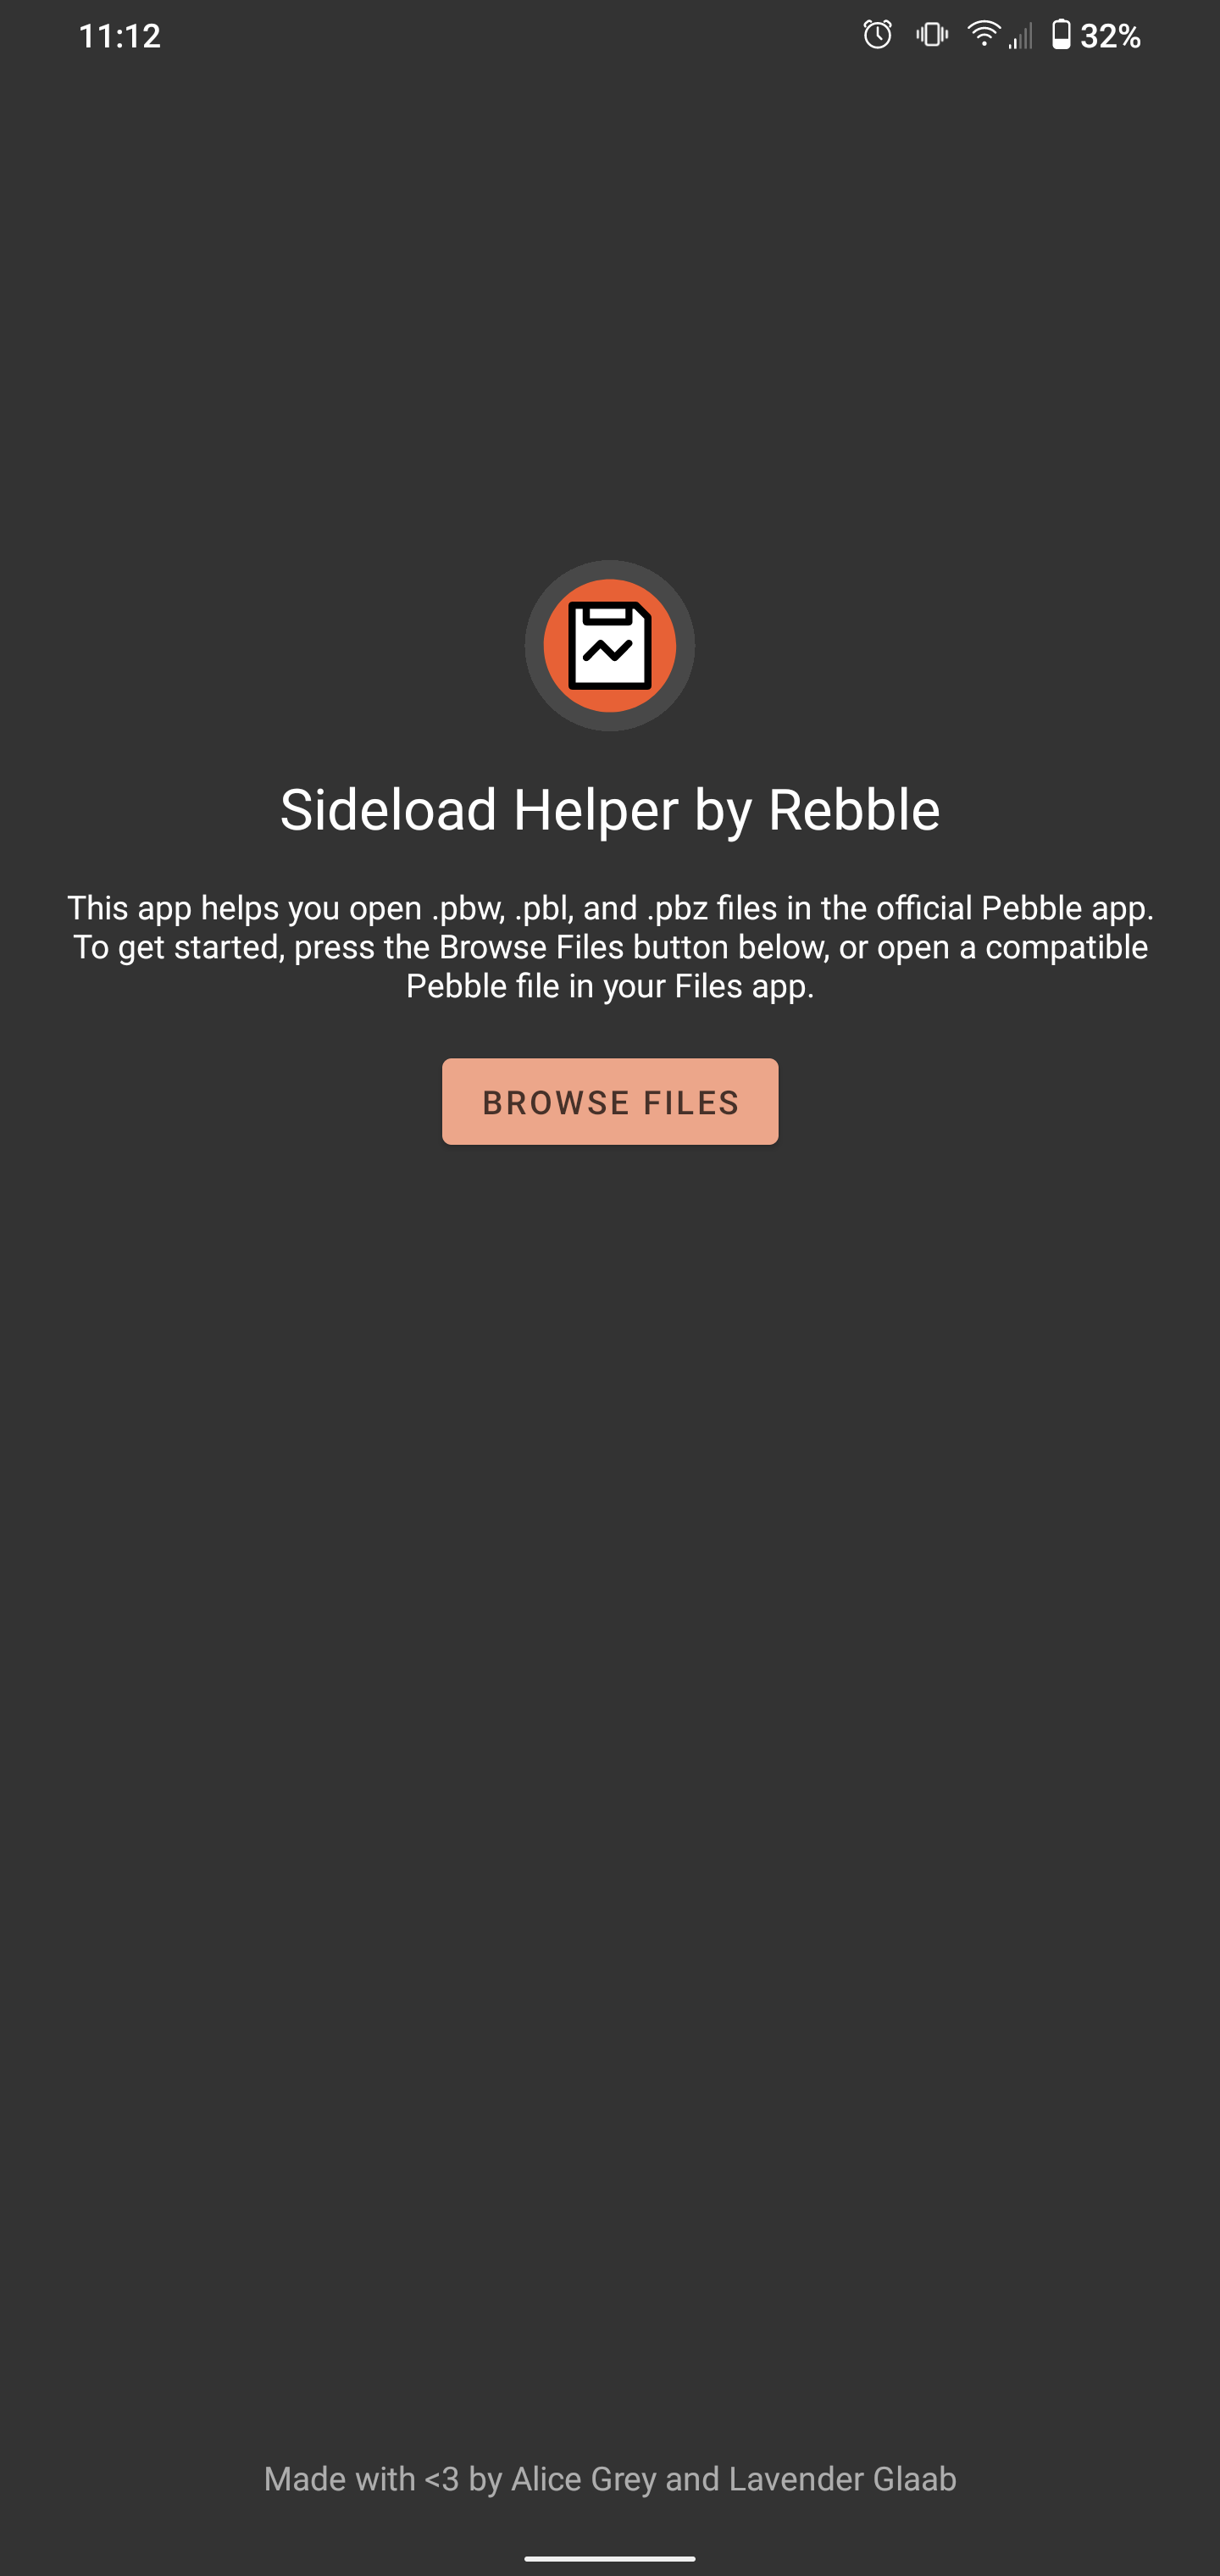 11:12
32%
Sideload Helper by Rebble
This app helps you open .pbw, .pbl, and .pbz files in the official Pebble app.
To get started, press the Browse Files button below, or open a compatible
Pebble file in your Files app.
BROWSE FILES
Made with <3 by Alice Grey and Lavender Glaab